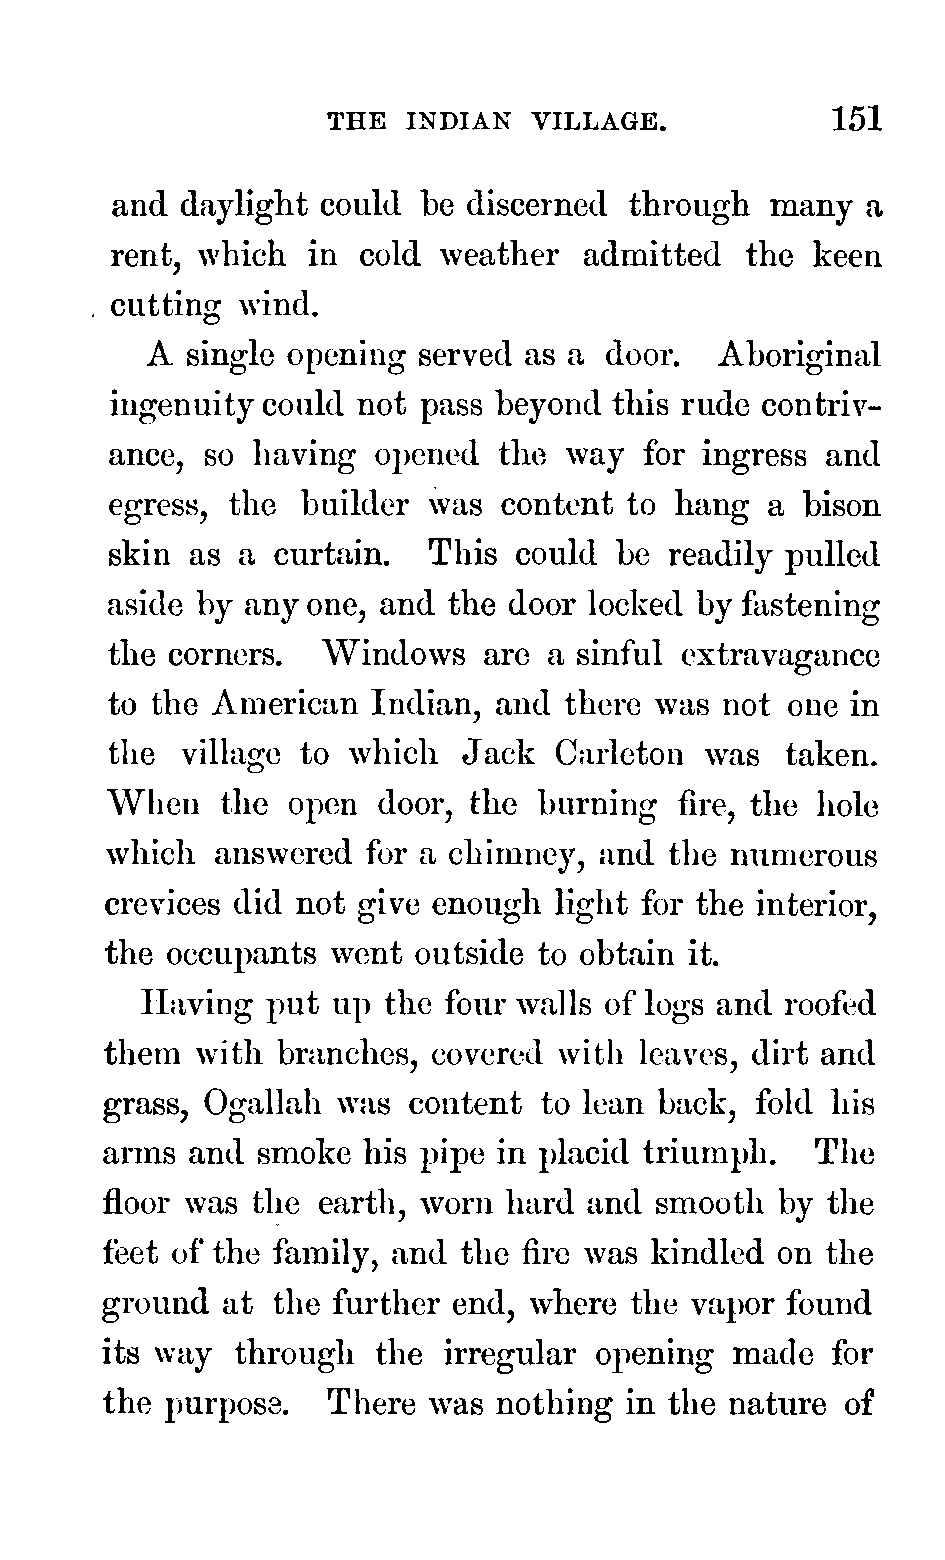 THE INDIAN VILLAGE. 151
and daylight could be discerned through many a
rent, which in cold weather admitted the keen
cutting wind.
A single opening served as a door. Aboriginal
ingenuity could not pass beyond this rude contriv-
ance, so having opened the way for ingress and
egress, the builder was content to hang a bison
skin as a curtain. This could be readily pulled
aside by any one, and the door locked by fastening
the corners. Windows are a sinful extravagance
to the American Indian, and there was not one in
the village to which Jack Carleton was taken.
When the open door, the burning fire, the hole
which answered for a chimney, and the numerous
crevices did not give enough light for the interior,
the occupants went outside to obtain it.
Having put up the four walls of logs and roofed
them with branches, covered with leaves, dirt and
grass, Ogallah was content to lean back, fold his
arms and smoke his pipe in placid triumph. The
floor was the earth, worn hard and smooth by the
feet of the family, and the fire was kindled on the
ground at the further end, where the vapor found
its way through the irregular opening made for
the purpose. There was nothing in the nature of